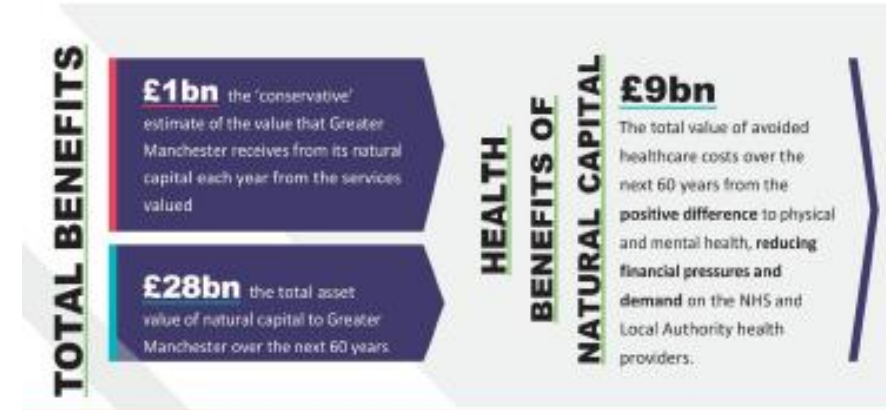 TOTAL BENEFITS
£1bn the 'conservative'
estimate of the value that Greater
Manchester receives from its natural
capital each year from the services
valued
£28bn the total asset
value of natural capital to Greater
Manchester over the next 60 years
HEALTH
BENEFITS OF
NATURAL CAPITAL
£9bn
The total value of avoided
healthcare costs over the
next 60 years from the
positive difference to physical
and mental health, reducing
financial pressures and
demand on the NHS and
Local Authority health
providers.